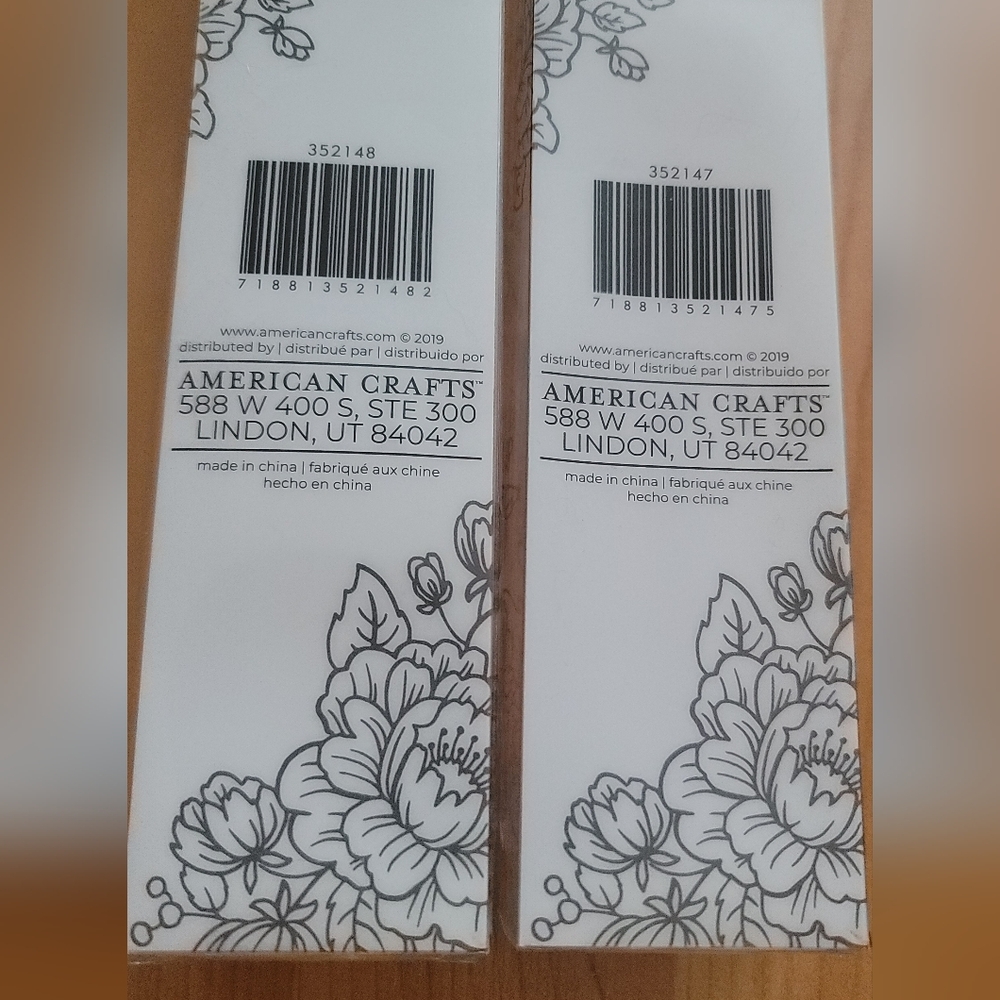 352148
718813521482
www.americancrafts.com © 2019
distributed by | distribué par | distribuido por
AMERICAN CRAFTS™
588 W 400 S, STE 300
LINDON, UT 84042
made in china | fabriqué aux chine
hecho en china
352147
718813521475
www.americancrafts.com © 2019
distributed by | distribué par | distribuido por
AMERICAN CRAFTS™
588 W 400 S, STE 300
LINDON, UT 84042
made in china | fabriqué aux chine
hecho en china